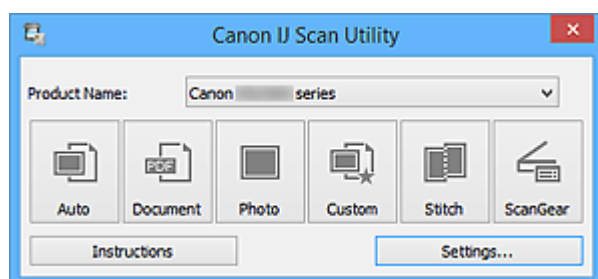 Canon IJ Scan Utility
Product Name: Canon series
Auto Document Photo Custom Stitch ScanGear
PDF
Instructions Settings...